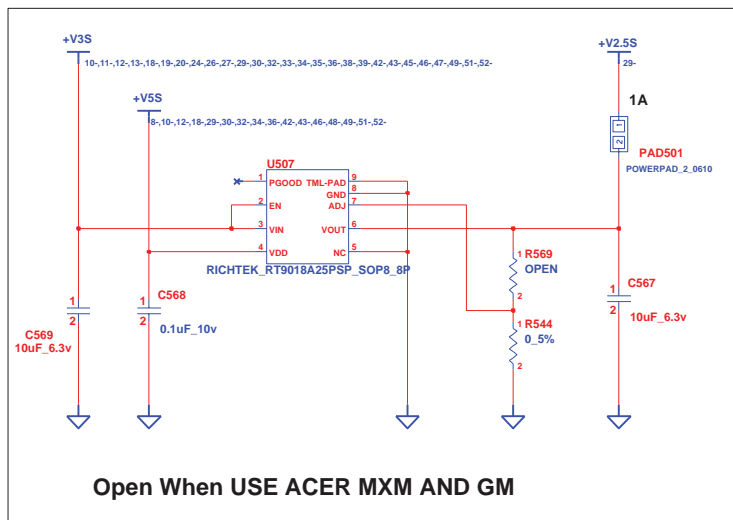 +V3S
10-,11-,12-,13-,18-,19-,20-,24-,26-,27-,29-,30-,32-,33-,34-,35-,36-,38-,39-,42-,43-,45-,46-,47-,49-,51-,52-
+V2.5S
29-
+V5S
8-,10-,12-,18-,29-,30-,32-,34-,36-,42-,43-,46-,48-,49-,51-,52-
1A
1
2
PAD501
POWERPAD_2_0610
U507
1 PGOOD TML-PAD 9
GND 8
2 EN ADJ 7
3 VIN VOUT 6
4 VDD NC 5
RICHTEK_RT9018A25PSP_SOP8_8P
1 R569
OPEN
2
1 C567
2
10uF_6.3v
1 C568
2
0.1uF_10v
1
2
C569
10uF_6.3v
1 R544
0_5%
2
Open When USE ACER MXM AND GM